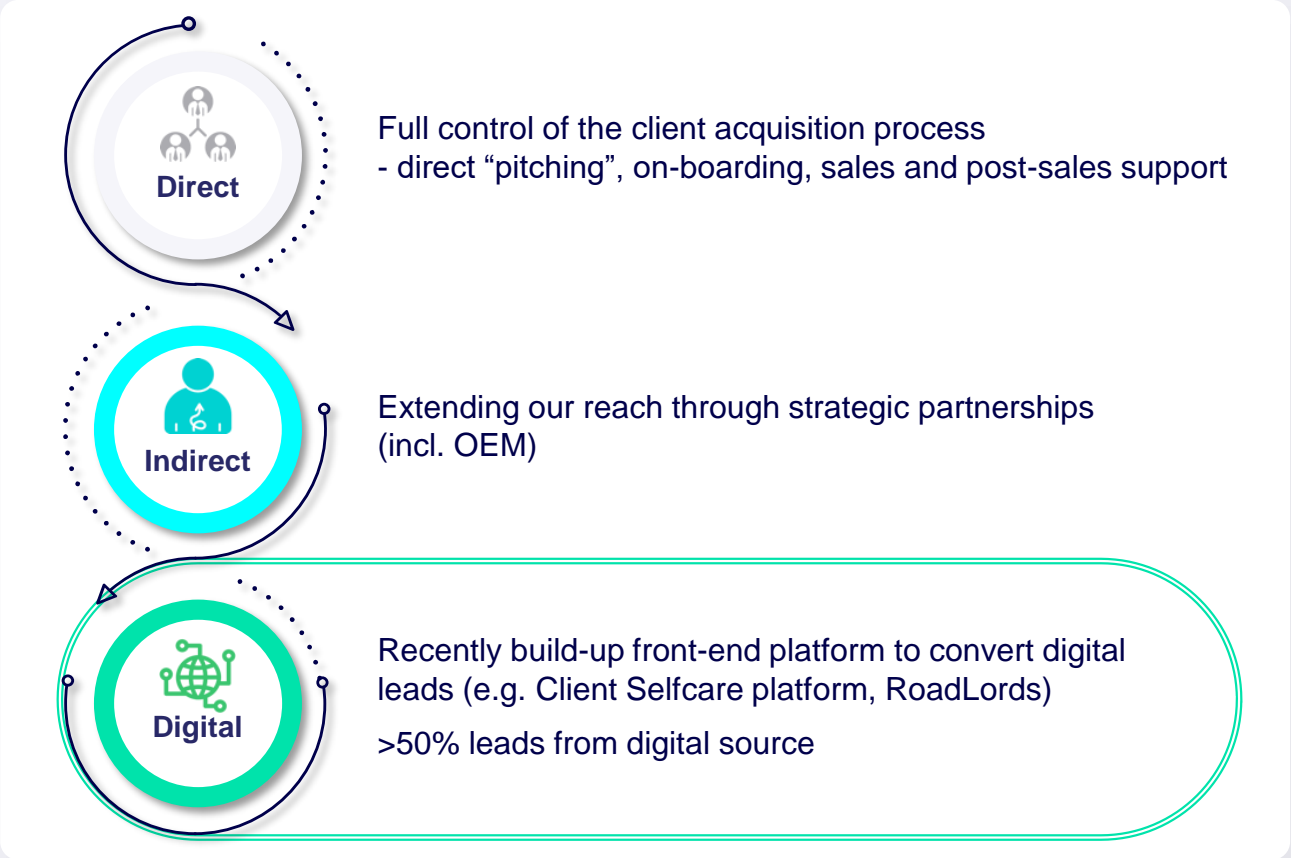 Direct
Full control of the client acquisition process
- direct “pitching”, on-boarding, sales and post-sales support
Indirect
Extending our reach through strategic partnerships
(incl. OEM)
Digital
Recently build-up front-end platform to convert digital
leads (e.g. Client Selfcare platform, RoadLords)
>50% leads from digital source